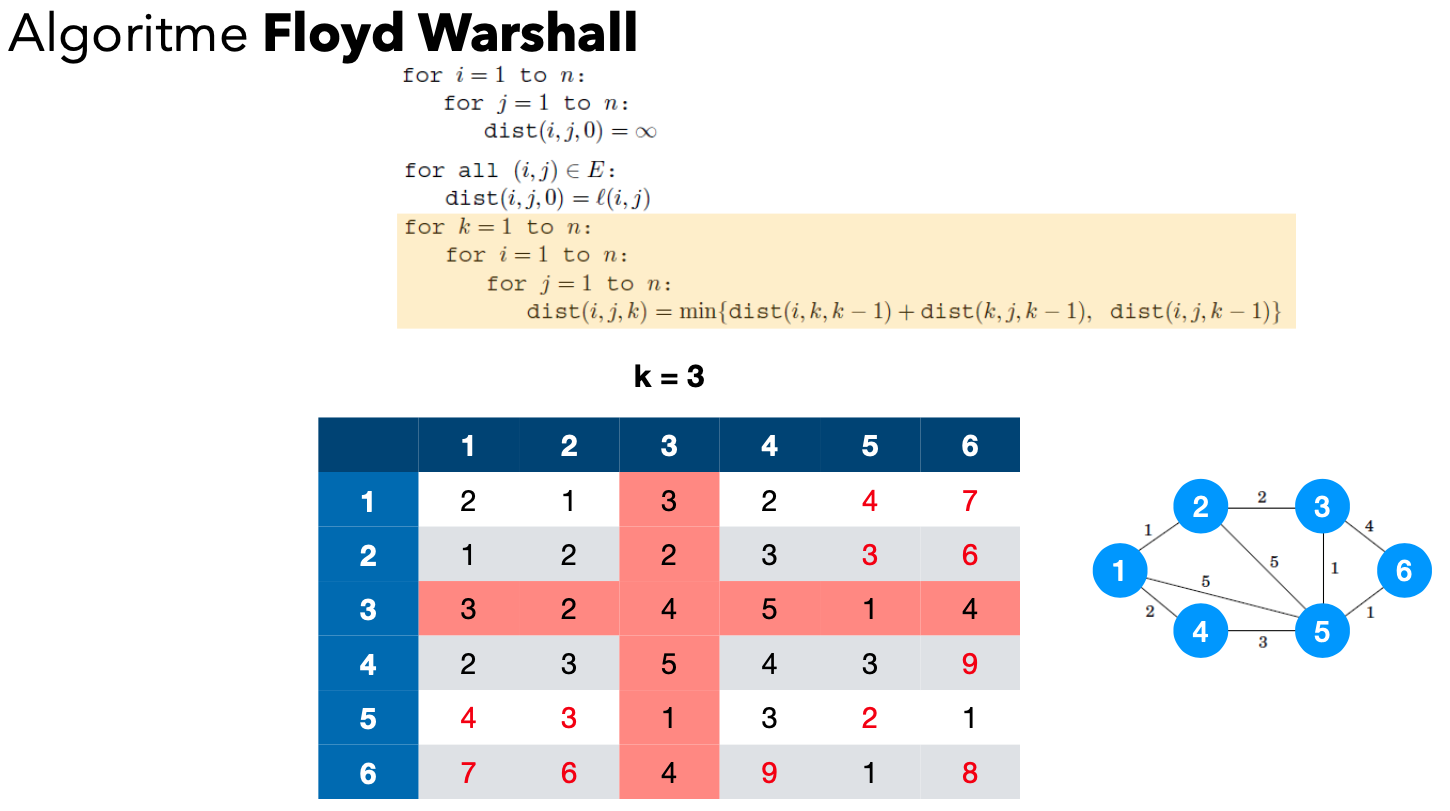 Algoritme Floyd Warshall
for i = 1 to n:
for j = 1 to n:
dist(i, j, 0) = ∞
for all (i, j) ∈ E:
dist(i, j, 0) = ℓ(i, j)
for k = 1 to n:
for i = 1 to n:
for j = 1 to n:
dist(i, j, k) = min{dist(i, k, k − 1) + dist(k, j, k − 1), dist(i, j, k − 1)}
k = 3
1 2 3 4 5 6
1 2 1 3 2 4 7
2 1 2 2 3 3 6
3 3 2 4 5 1 4
4 2 3 5 4 3 9
5 4 3 1 3 2 1
6 7 6 4 9 1 8
2 2 3
1 4
5
1 5 1 6
2 1
4 3 5